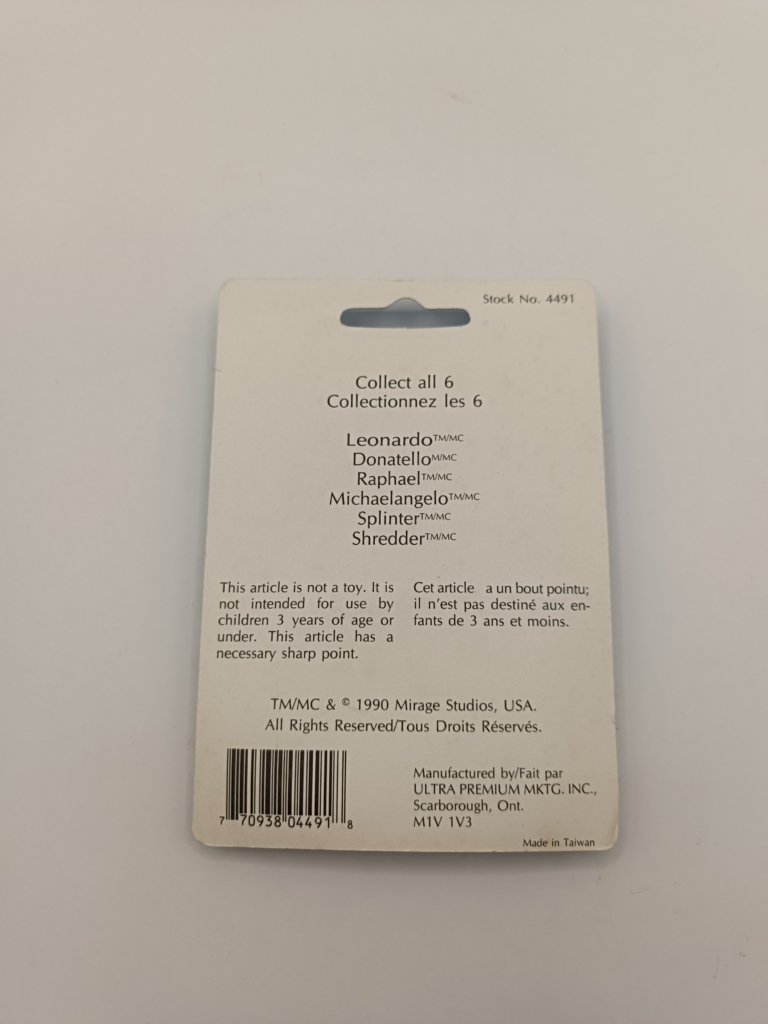 Stock No. 4491
Collect all 6
Collectionnez les 6
Leonardo™/MC
Donatelloᴹ/MC
Raphael™/MC
Michaelangelo™/MC
Splinter™/MC
Shredder™/MC
This article is not a toy. It is
not intended for use by
children 3 years of age or
under. This article has a
necessary sharp point.
Cet article a un bout pointu;
il n'est pas destiné aux en-
fants de 3 ans et moins.
TM/MC & © 1990 Mirage Studios, USA.
All Rights Reserved/Tous Droits Réservés.
7 70938 04491 8
Manufactured by/Fait par
ULTRA PREMIUM MKTG. INC.,
Scarborough, Ont.
M1V 1V3
Made in Taiwan